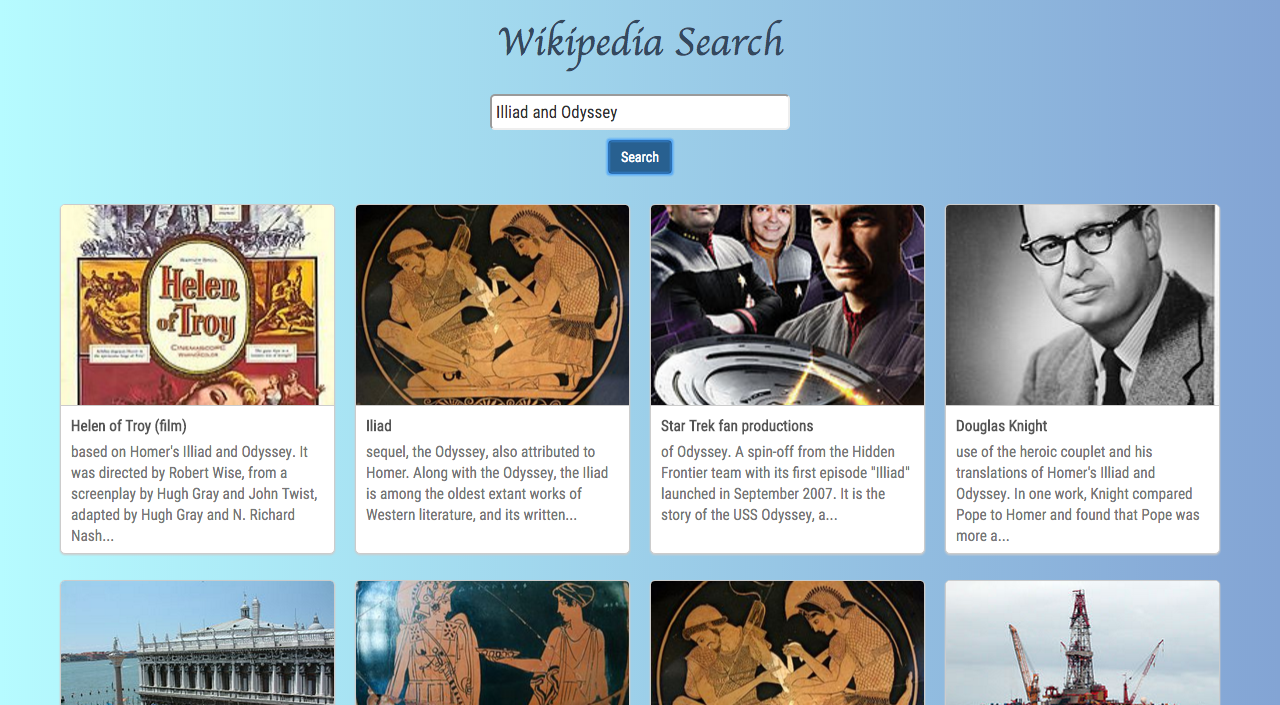 Wikipedia Search
Illiad and Odyssey
Search
Helen
of Troy
CINEMASCOPE
Helen of Troy (film)
based on Homer's Illiad and Odyssey. It
was directed by Robert Wise, from a
screenplay by Hugh Gray and John Twist,
adapted by Hugh Gray and N. Richard
Nash...
Iliad
sequel, the Odyssey, also attributed to
Homer. Along with the Odyssey, the Iliad
is among the oldest extant works of
Western literature, and its written...
Star Trek fan productions
of Odyssey. A spin-off from the Hidden
Frontier team with its first episode "Illiad"
launched in September 2007. It is the
story of the USS Odyssey, a...
Douglas Knight
use of the heroic couplet and his
translations of Homer's Illiad and
Odyssey. In one work, Knight compared
Pope to Homer and found that Pope was
more a...